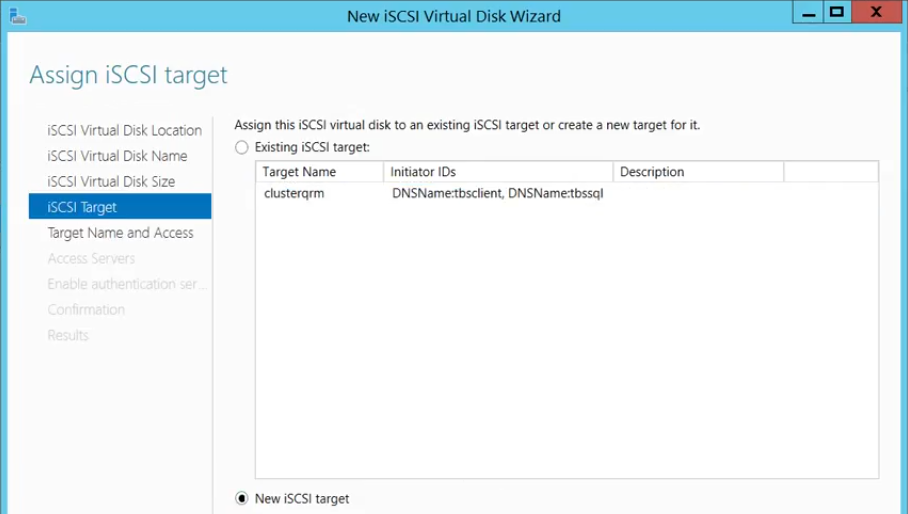 New iSCSI Virtual Disk Wizard
Assign iSCSI target
iSCSI Virtual Disk Location
iSCSI Virtual Disk Name
iSCSI Virtual Disk Size
iSCSI Target
Target Name and Access
Access Servers
Enable authentication ser...
Confirmation
Results
Assign this iSCSI virtual disk to an existing iSCSI target or create a new target for it.
Existing iSCSI target:
Target Name Initiator IDs Description
clusterqrm DNSName:tbsclient, DNSName:tbssql
New iSCSI target